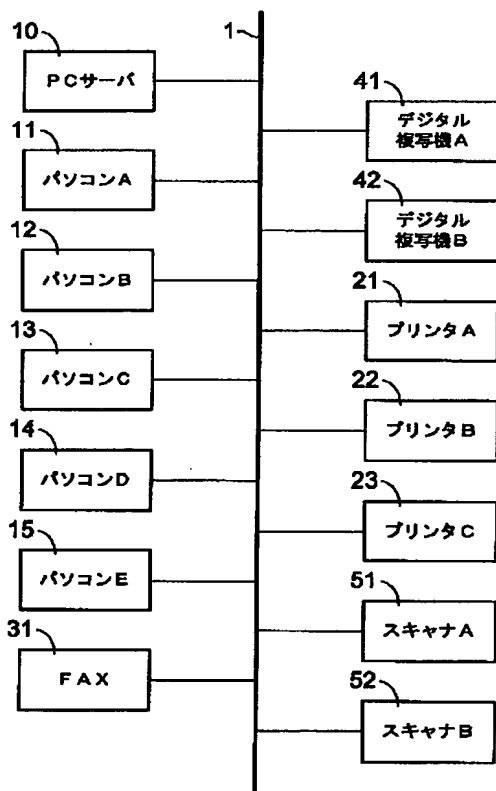 10
PCサーバ
11
パソコンA
12
パソコンB
13
パソコンC
14
パソコンD
15
パソコンE
31
FAX
1
41
デジタル
複写機A
42
デジタル
複写機B
21
プリンタA
22
プリンタB
23
プリンタC
51
スキャナA
52
スキャナB